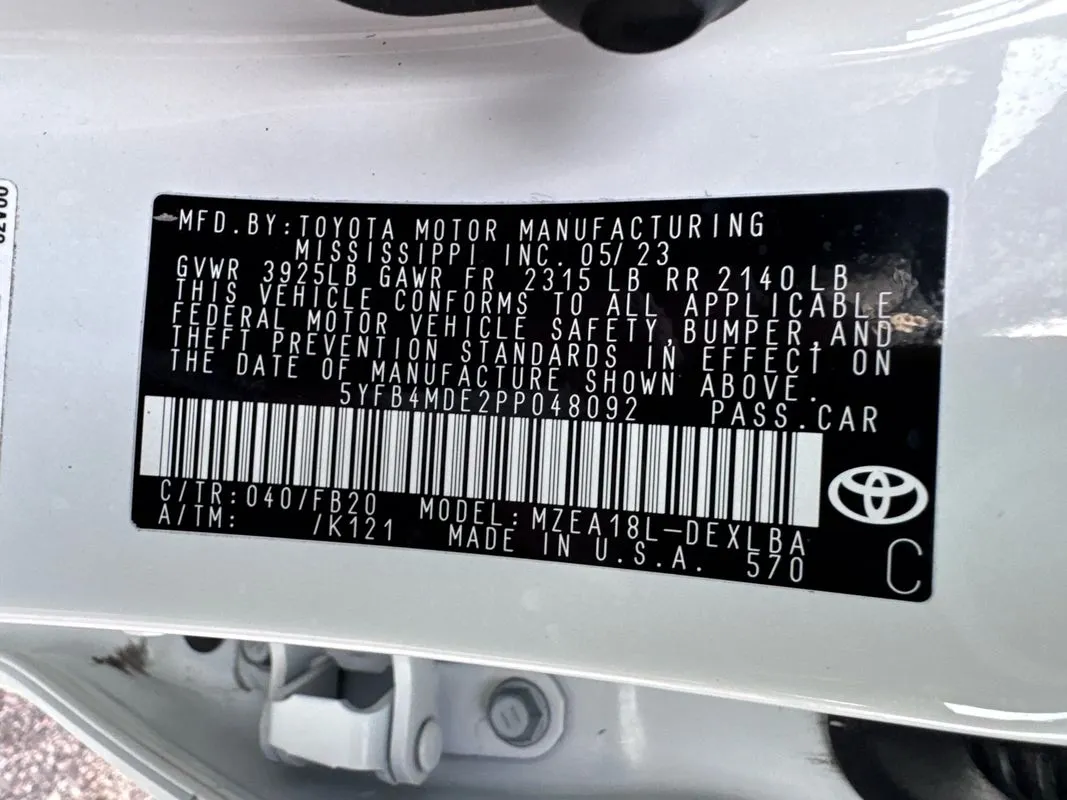 MFD.BY:TOYOTA MOTOR MANUFACTURING
MISSISSIPPI, INC. 05/23
GVWR 3925LB GAWR FR 2315 LB RR 2140 LB
THIS VEHICLE CONFORMS TO ALL APPLICABLE
FEDERAL MOTOR VEHICLE SAFETY,BUMPER,AND
THEFT PREVENTION STANDARDS IN EFFECT ON
THE DATE OF MANUFACTURE SHOWN ABOVE.
5YFB4MDE2PP048092 PASS.CAR
C/TR:040/FB20 MODEL:MZEA18L-DEXLBA
A/TM: /K121 MADE IN U.S.A. 570
C